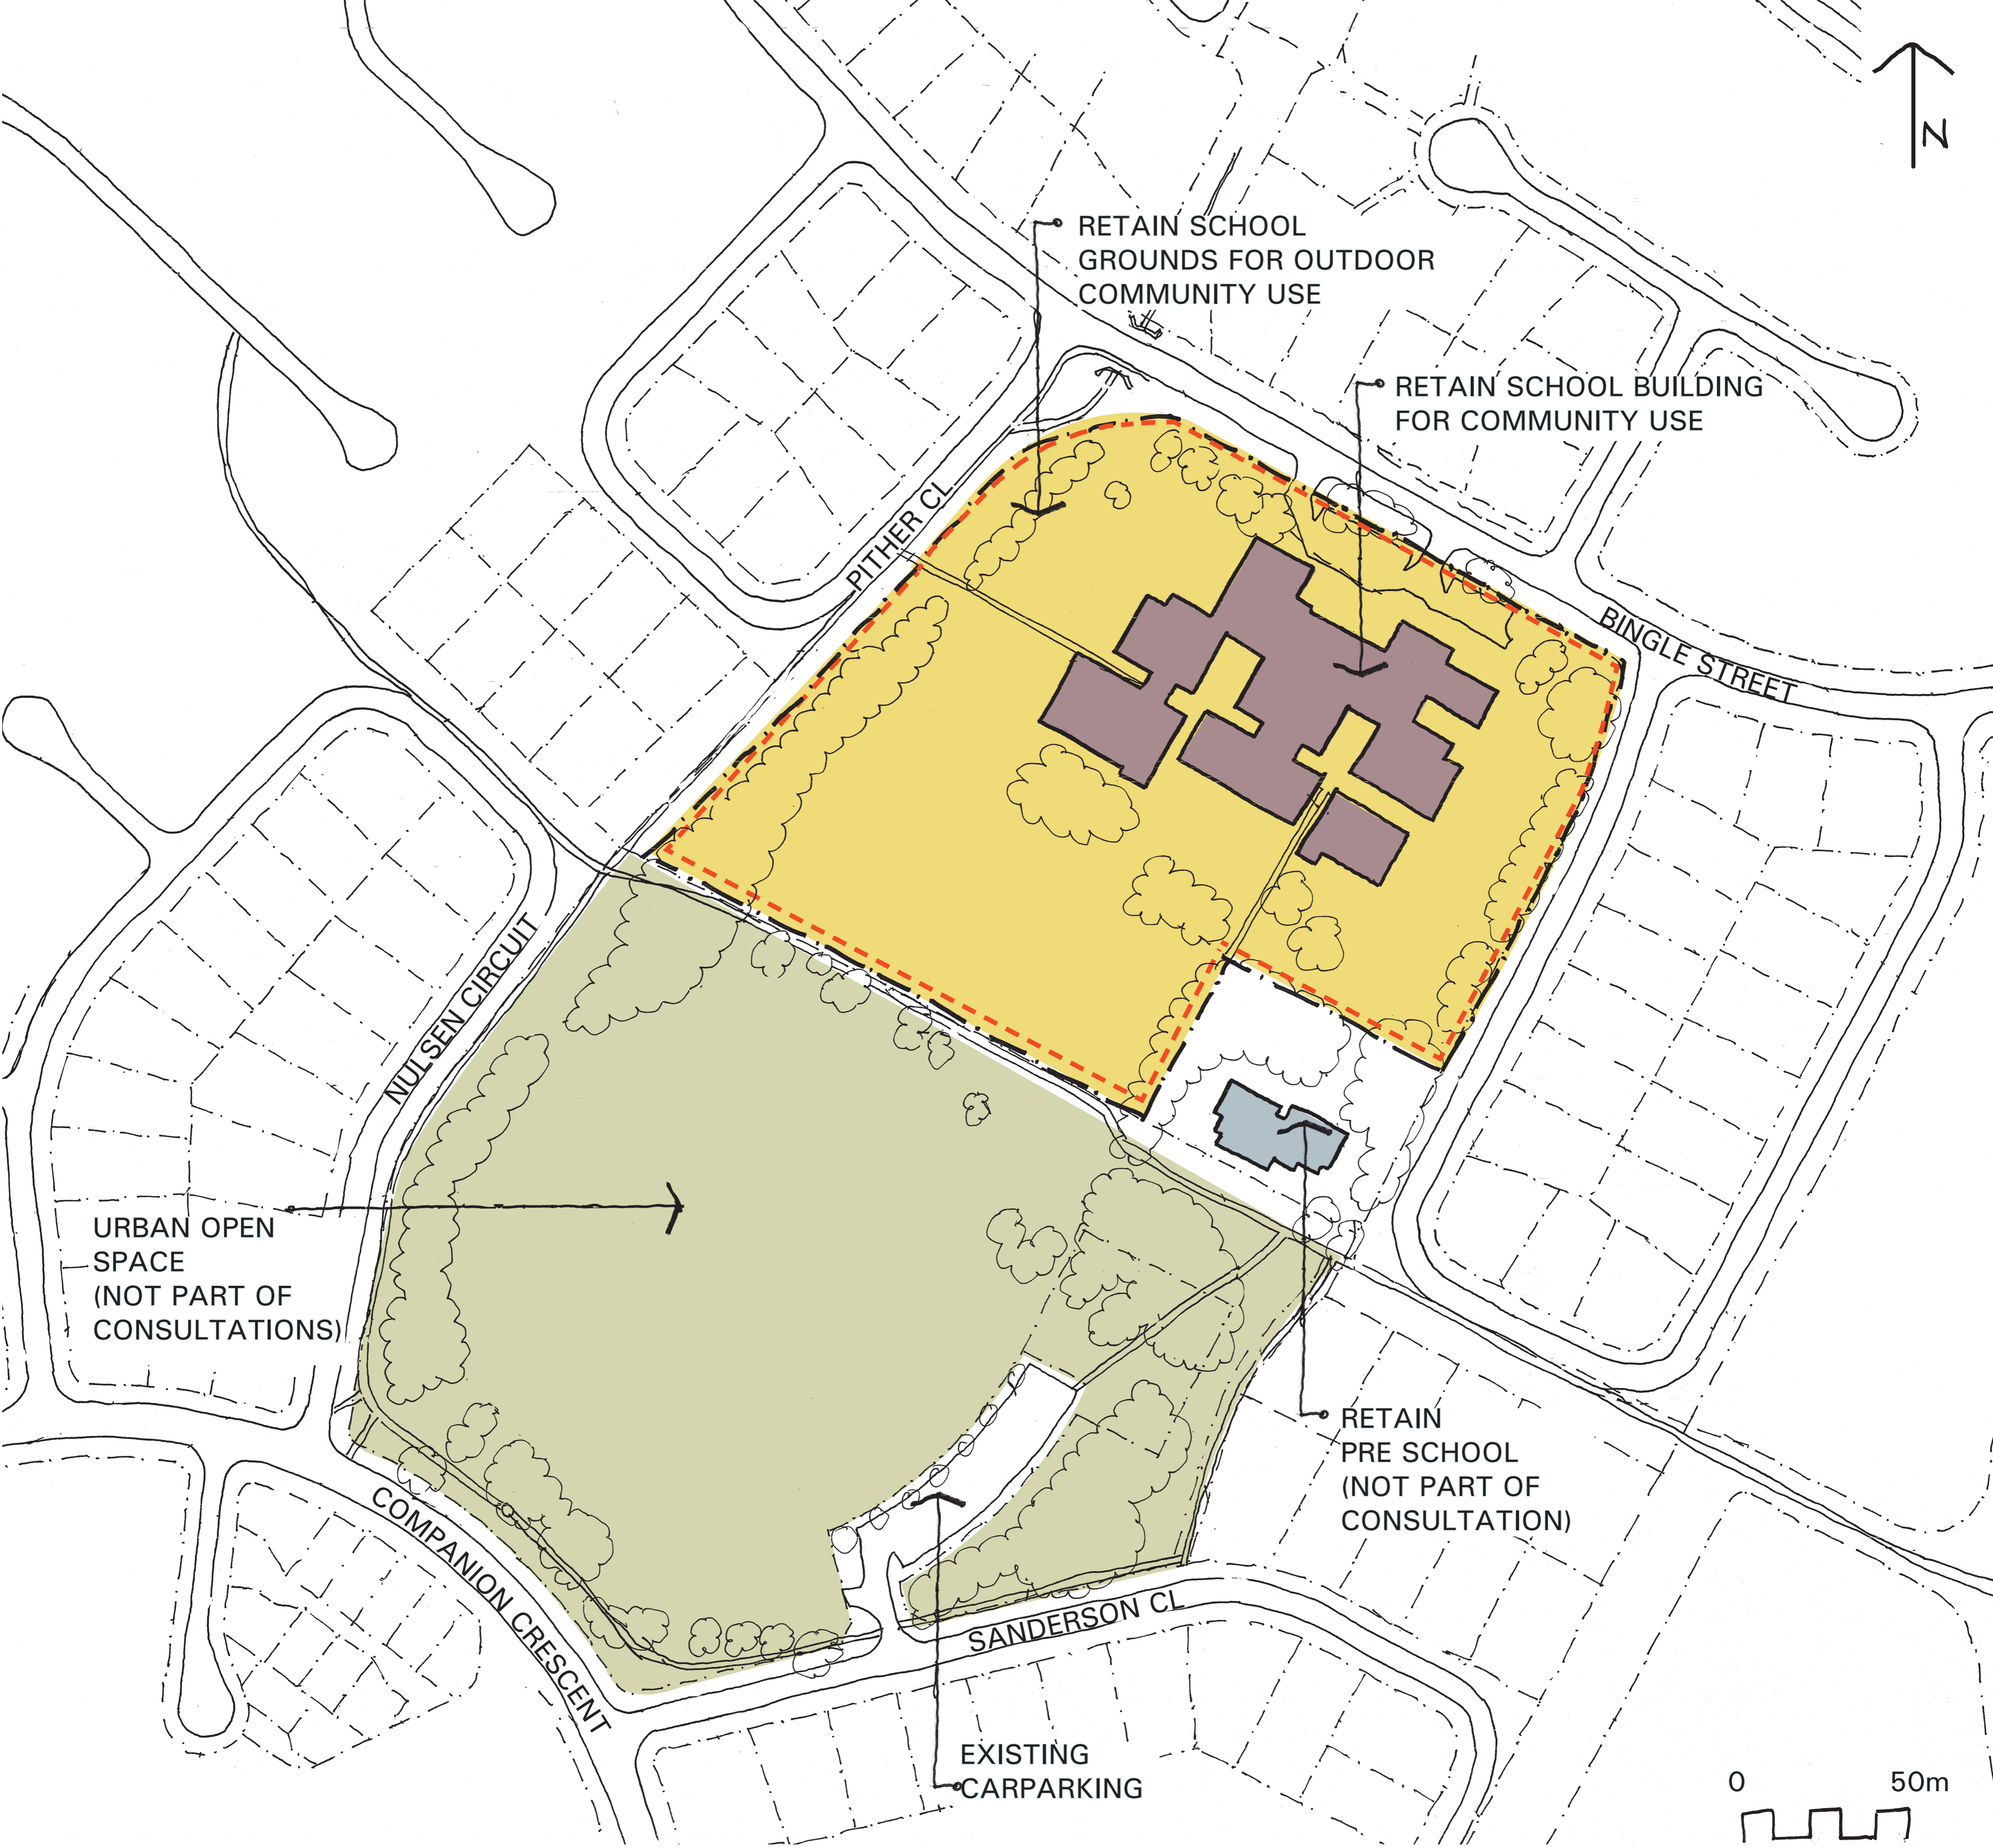 N
RETAIN SCHOOL
GROUNDS FOR OUTDOOR
COMMUNITY USE
RETAIN SCHOOL BUILDING
FOR COMMUNITY USE
PITHER CL
BINGLE STREET
NULSEN CIRCUIT
URBAN OPEN
SPACE
(NOT PART OF
CONSULTATIONS)
RETAIN
PRE SCHOOL
(NOT PART OF
CONSULTATION)
COMPANION CRESCENT
SANDERSON CL
EXISTING
CARPARKING
0 50m